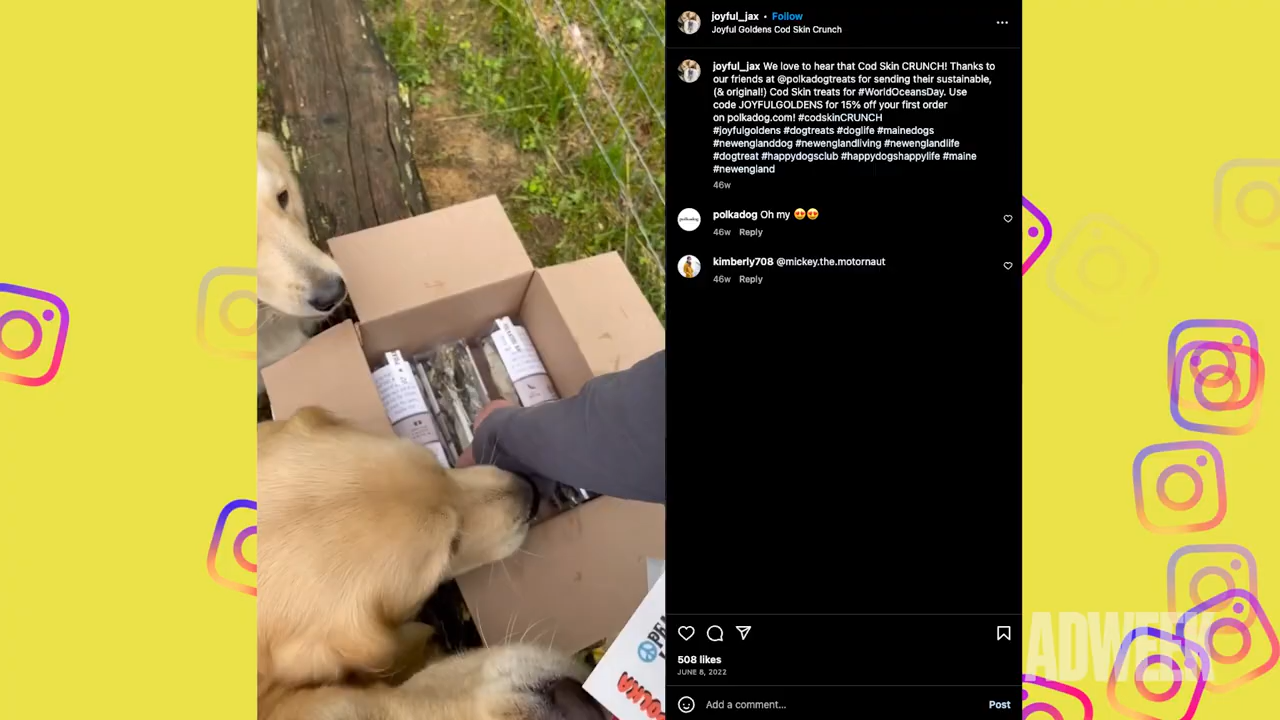 joyful_jax • Follow
Joyful Goldens Cod Skin Crunch
joyful_jax We love to hear that Cod Skin CRUNCH! Thanks to
our friends at @polkadogtreats for sending their sustainable,
(& original!) Cod Skin treats for #WorldOceansDay. Use
code JOYFULGOLDENS for 15% off your first order
on polkadog.com! #codskinCRUNCH
#joyfulgoldens #dogtreats #doglife #mainedogs
#newenglanddog #newenglandliving #newenglandlife
#dogtreat #happydogsclub #happydogshappylife #maine
#newengland
46w
polkadog Oh my 😍😍
46w Reply
kimberly708 @mickey.the.motornaut
46w Reply
508 likes
JUNE 8, 2022
Add a comment...
Post
ADWEEK
POLKA